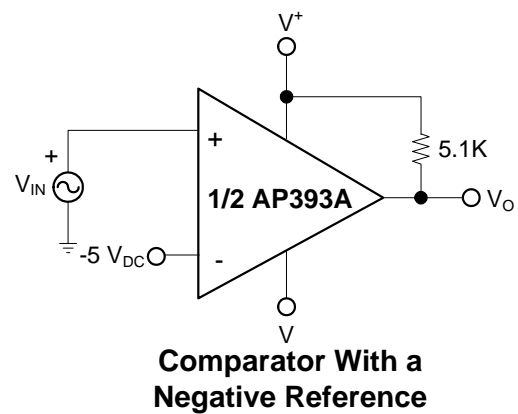 V+
+
5.1K
+
VIN
1/2 AP393A
VO
-5 VDC
-
V
Comparator With a
Negative Reference